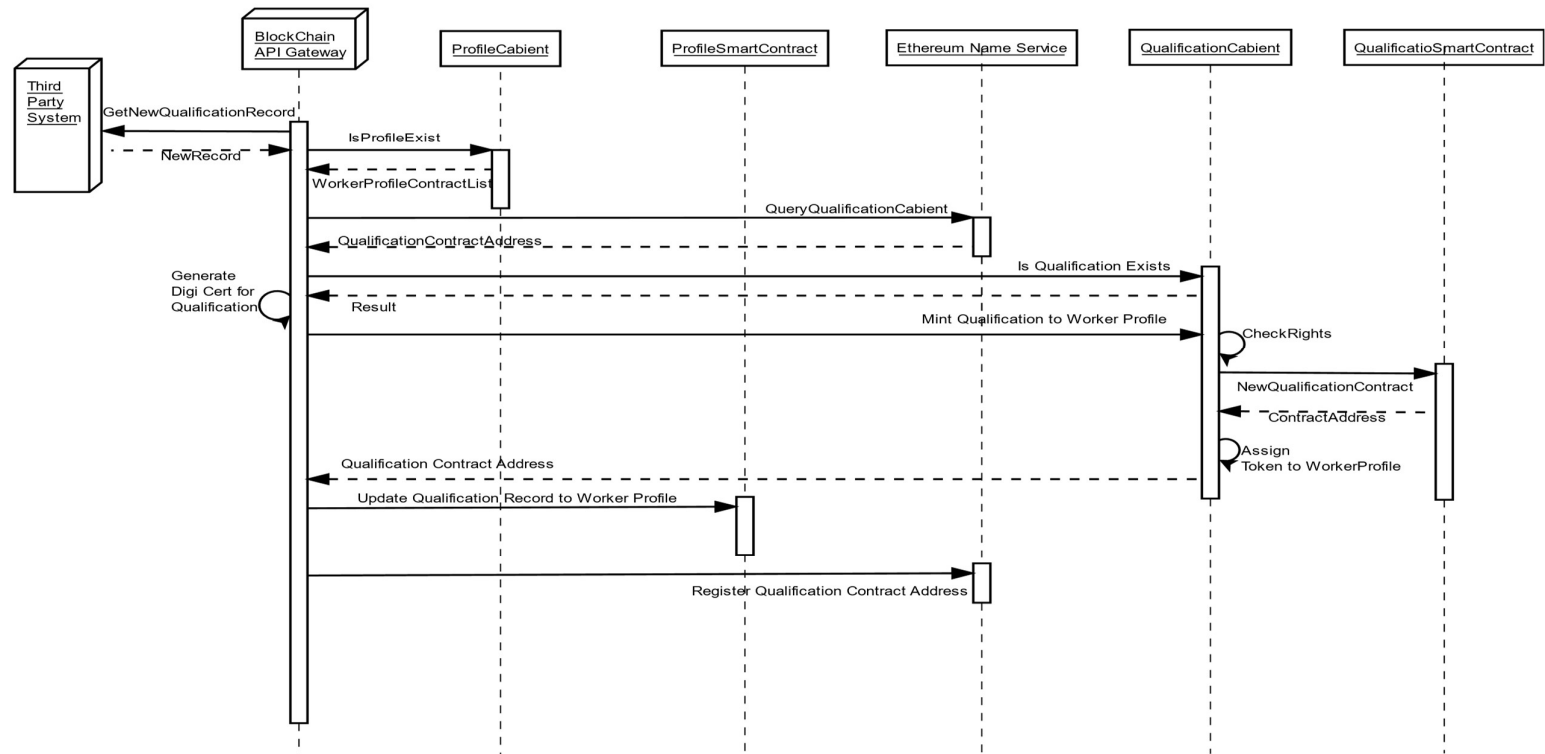 BlockChain
API Gateway
ProfileCabient
ProfileSmartContract
Ethereum Name Service
QualificationCabient
QualificatioSmartContract
Third
Party
System
GetNewQualificationRecord
IsProfileExist
NewRecord
WorkerProfileContractList
QueryQualificationCabient
QualificationContractAddress
Is Qualification Exists
Generate
Digi Cert for
Qualification
Result
Mint Qualification to Worker Profile
CheckRights
NewQualificationContract
ContractAddress
Assign
Token to WorkerProfile
Qualification Contract Address
Update Qualification Record to Worker Profile
Register Qualification Contract Address